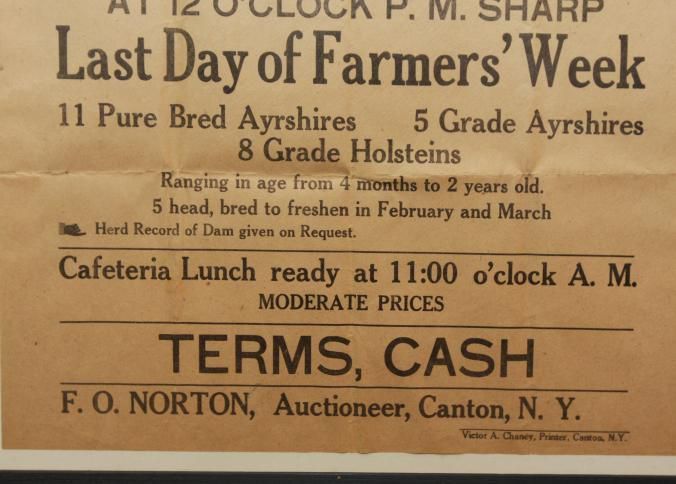 AT 12 O'CLOCK P. M. SHARP
Last Day of Farmers' Week
11 Pure Bred Ayrshires 5 Grade Ayrshires
8 Grade Holsteins
Ranging in age from 4 months to 2 years old.
5 head, bred to freshen in February and March
Herd Record of Dam given on Request.
Cafeteria Lunch ready at 11:00 o'clock A. M.
MODERATE PRICES
TERMS, CASH
F. O. NORTON, Auctioneer, Canton, N. Y.
Victor A. Chaney, Printer, Canton, N.Y.